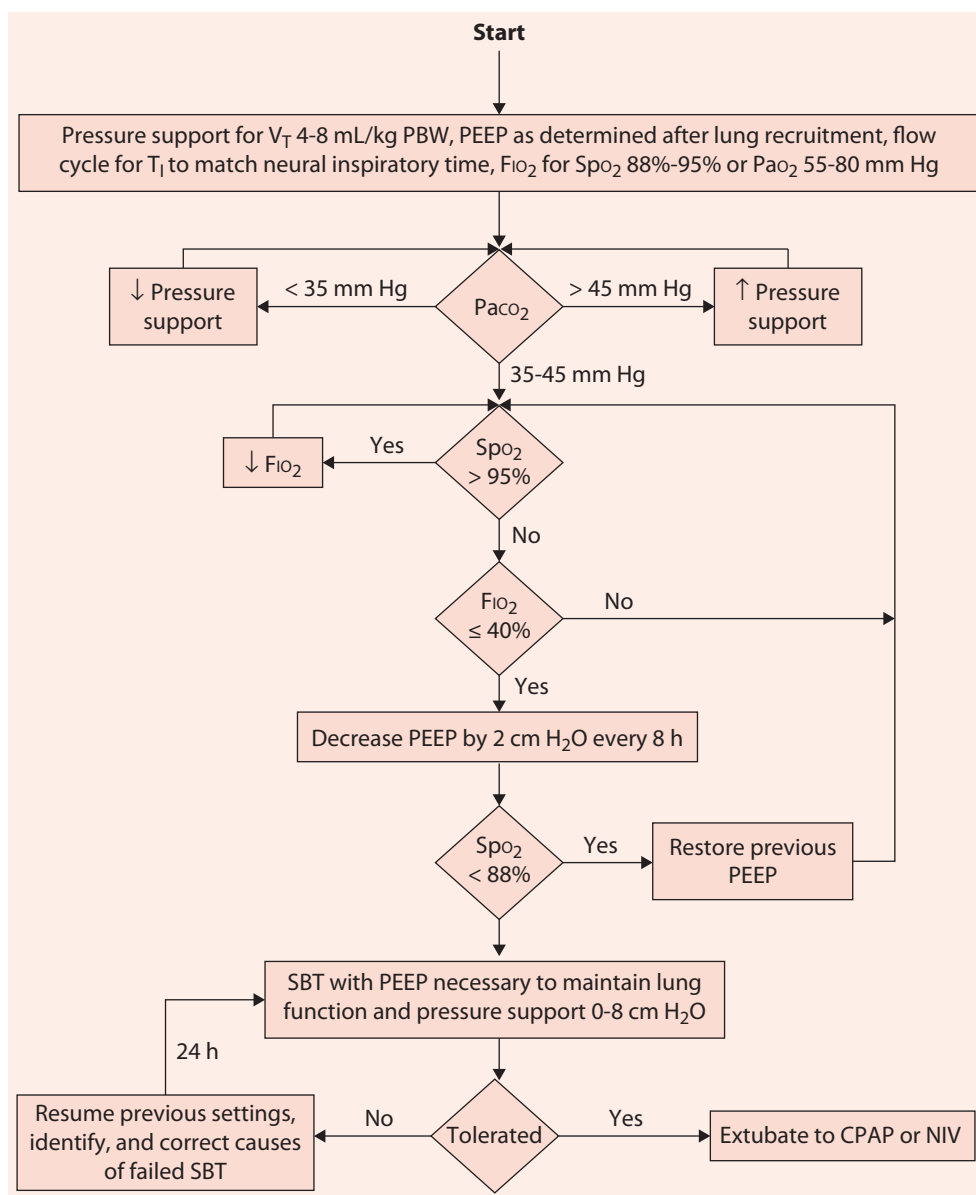 Start
Pressure support for VT 4-8 mL/kg PBW, PEEP as determined after lung recruitment, flow
cycle for TI to match neural inspiratory time, FIO2 for SpO2 88%-95% or PaO2 55-80 mm Hg
↓ Pressure
support
< 35 mm Hg
PaCO2
> 45 mm Hg
↑ Pressure
support
35-45 mm Hg
↓ FIO2
Yes
SpO2
> 95%
No
FIO2
≤ 40%
No
Yes
Decrease PEEP by 2 cm H2O every 8 h
SpO2
< 88%
Yes
Restore previous
PEEP
SBT with PEEP necessary to maintain lung
function and pressure support 0-8 cm H2O
24 h
Resume previous settings,
identify, and correct causes
of failed SBT
No
Tolerated
Yes
Extubate to CPAP or NIV